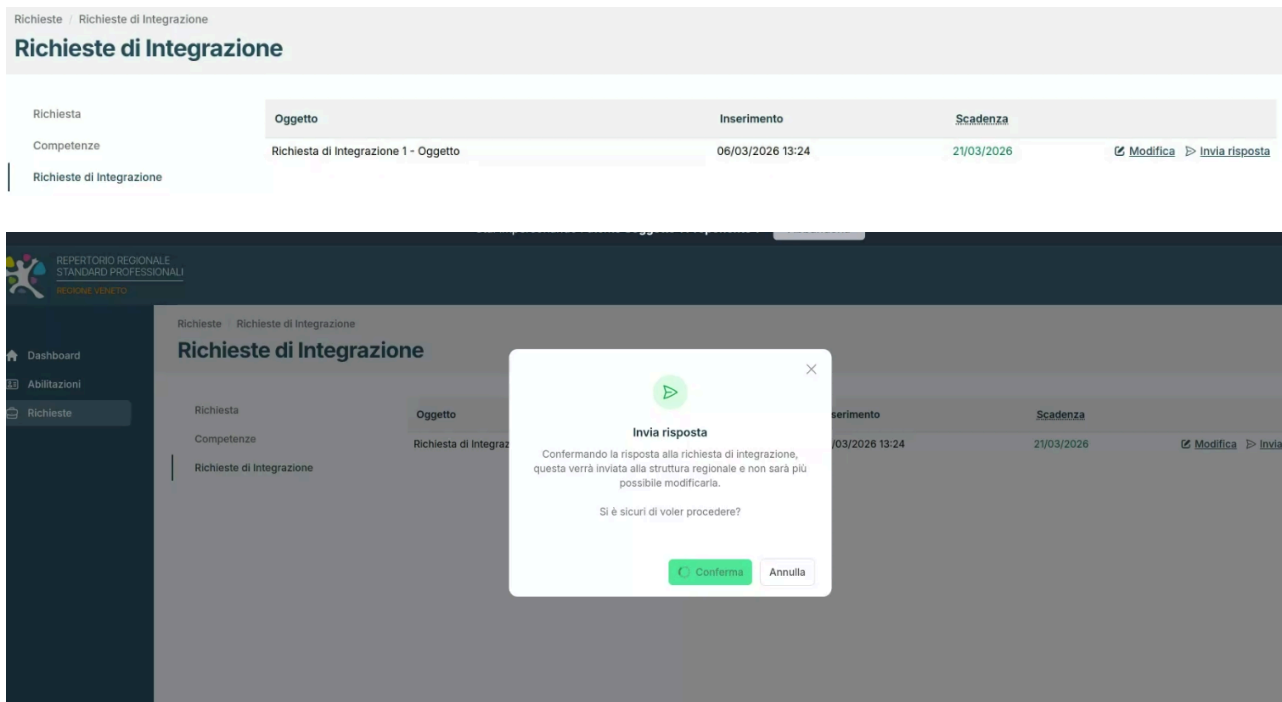 Richieste / Richieste di Integrazione
Richieste di Integrazione
Richiesta
Competenze
Richieste di Integrazione
Oggetto Inserimento Scadenza
Richiesta di Integrazione 1 - Oggetto 06/03/2026 13:24 21/03/2026 Modifica Invia risposta
REPERTORIO REGIONALE
STANDARD PROFESSIONALI
REGIONE VENETO
Dashboard
Abilitazioni
Richieste
Richieste / Richieste di Integrazione
Richieste di Integrazione
Richiesta
Competenze
Richieste di Integrazione
Oggetto serimento Scadenza
Richiesta di Integraz /03/2026 13:24 21/03/2026 Modifica Invia
Invia risposta
Confermando la risposta alla richiesta di integrazione,
questa verrà inviata alla struttura regionale e non sarà più
possibile modificarla.
Si è sicuri di voler procedere?
Conferma Annulla